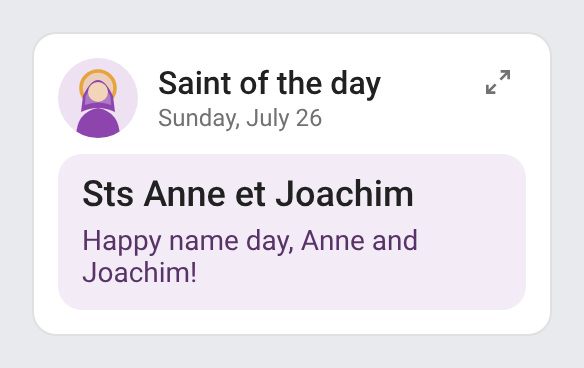 Saint of the day
Sunday, July 26
Sts Anne et Joachim
Happy name day, Anne and
Joachim!